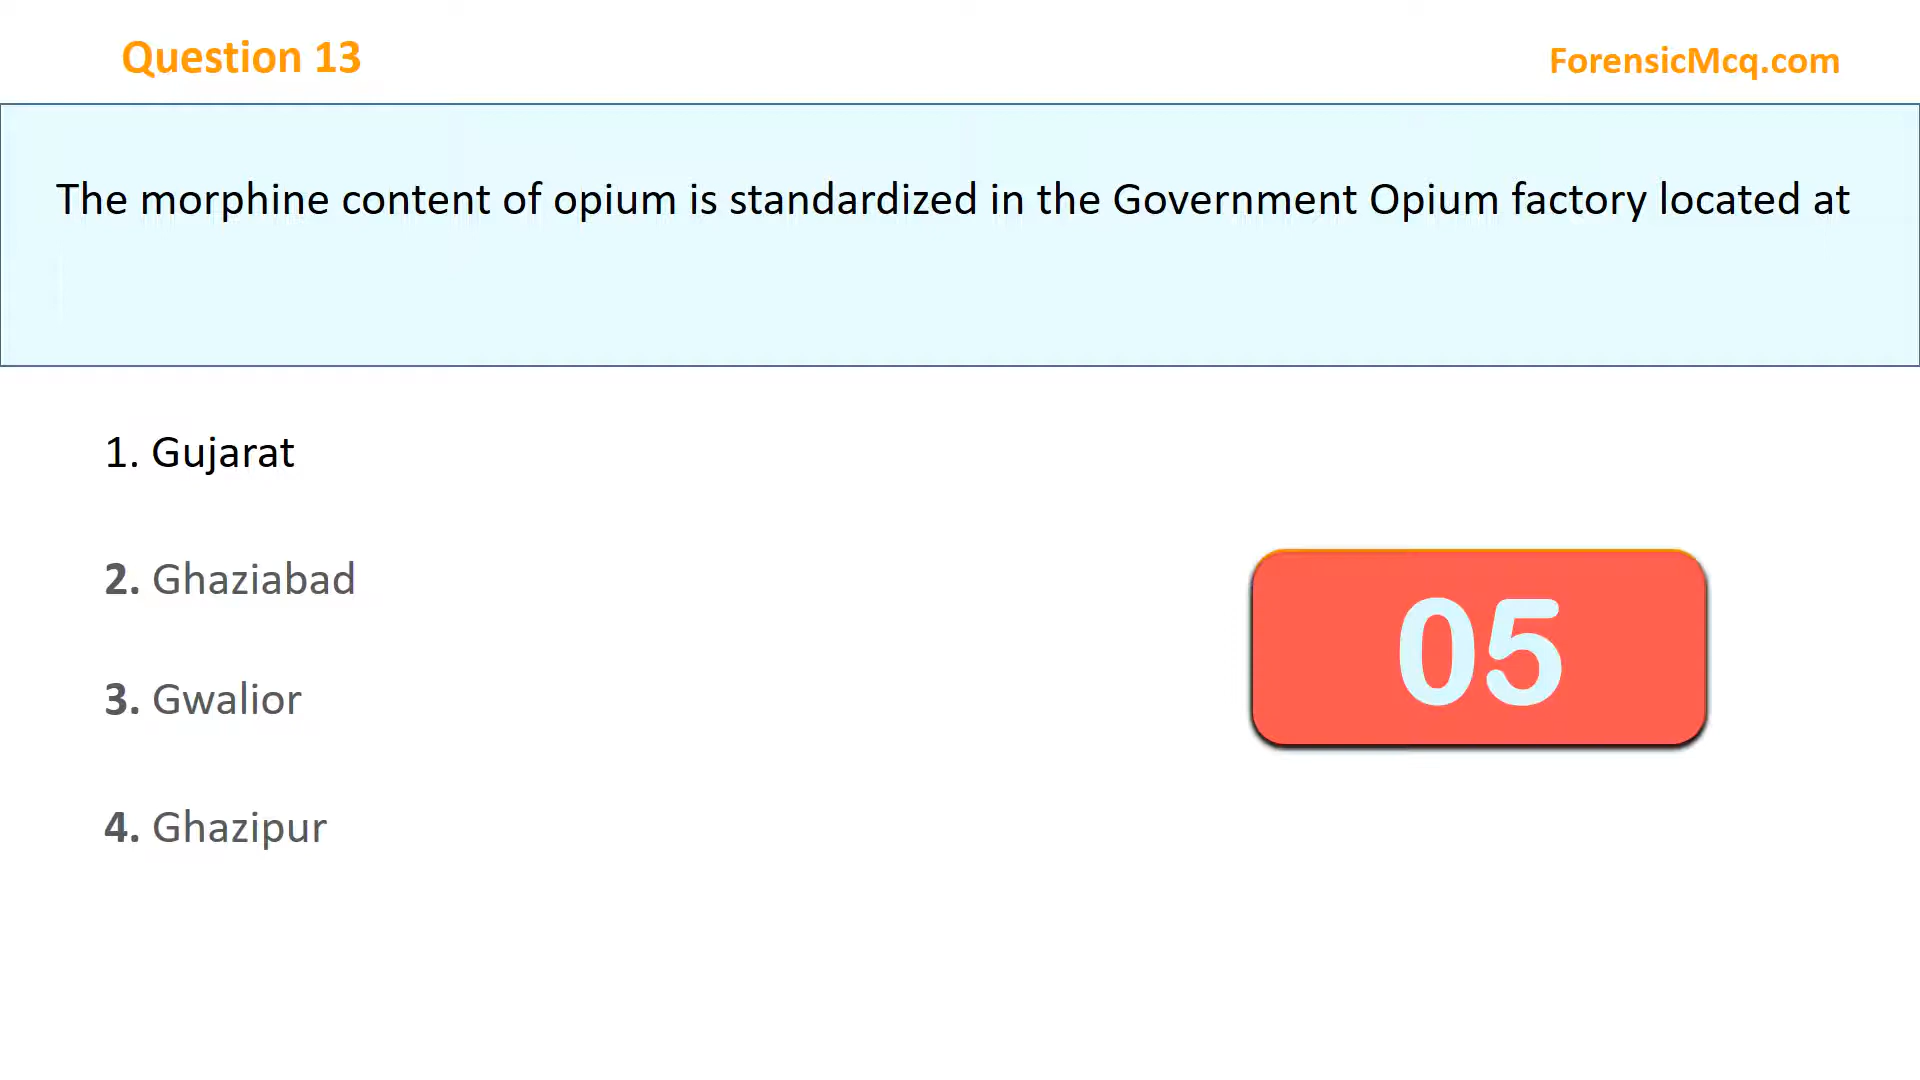 Question 13
ForensicMcq.com
The morphine content of opium is standardized in the Government Opium factory located at
1. Gujarat
2. Ghaziabad
3. Gwalior
4. Ghazipur
05